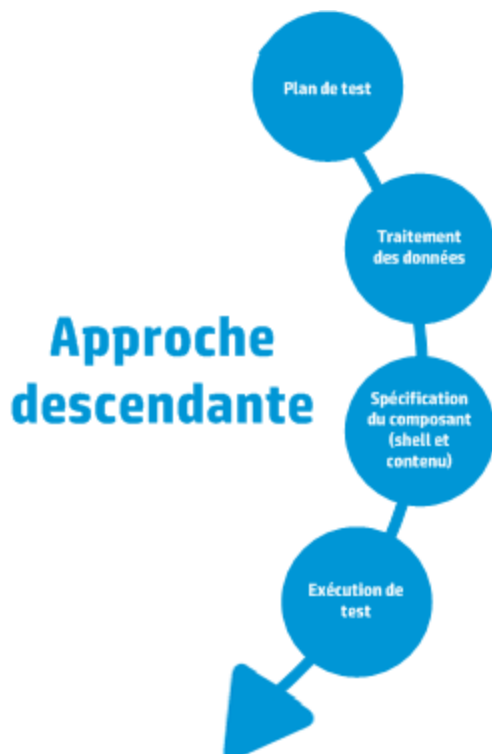 Plan de test
Traitement
des données
Approche
descendante
Spécification
du composant
(shell et
contenu)
Exécution de
test